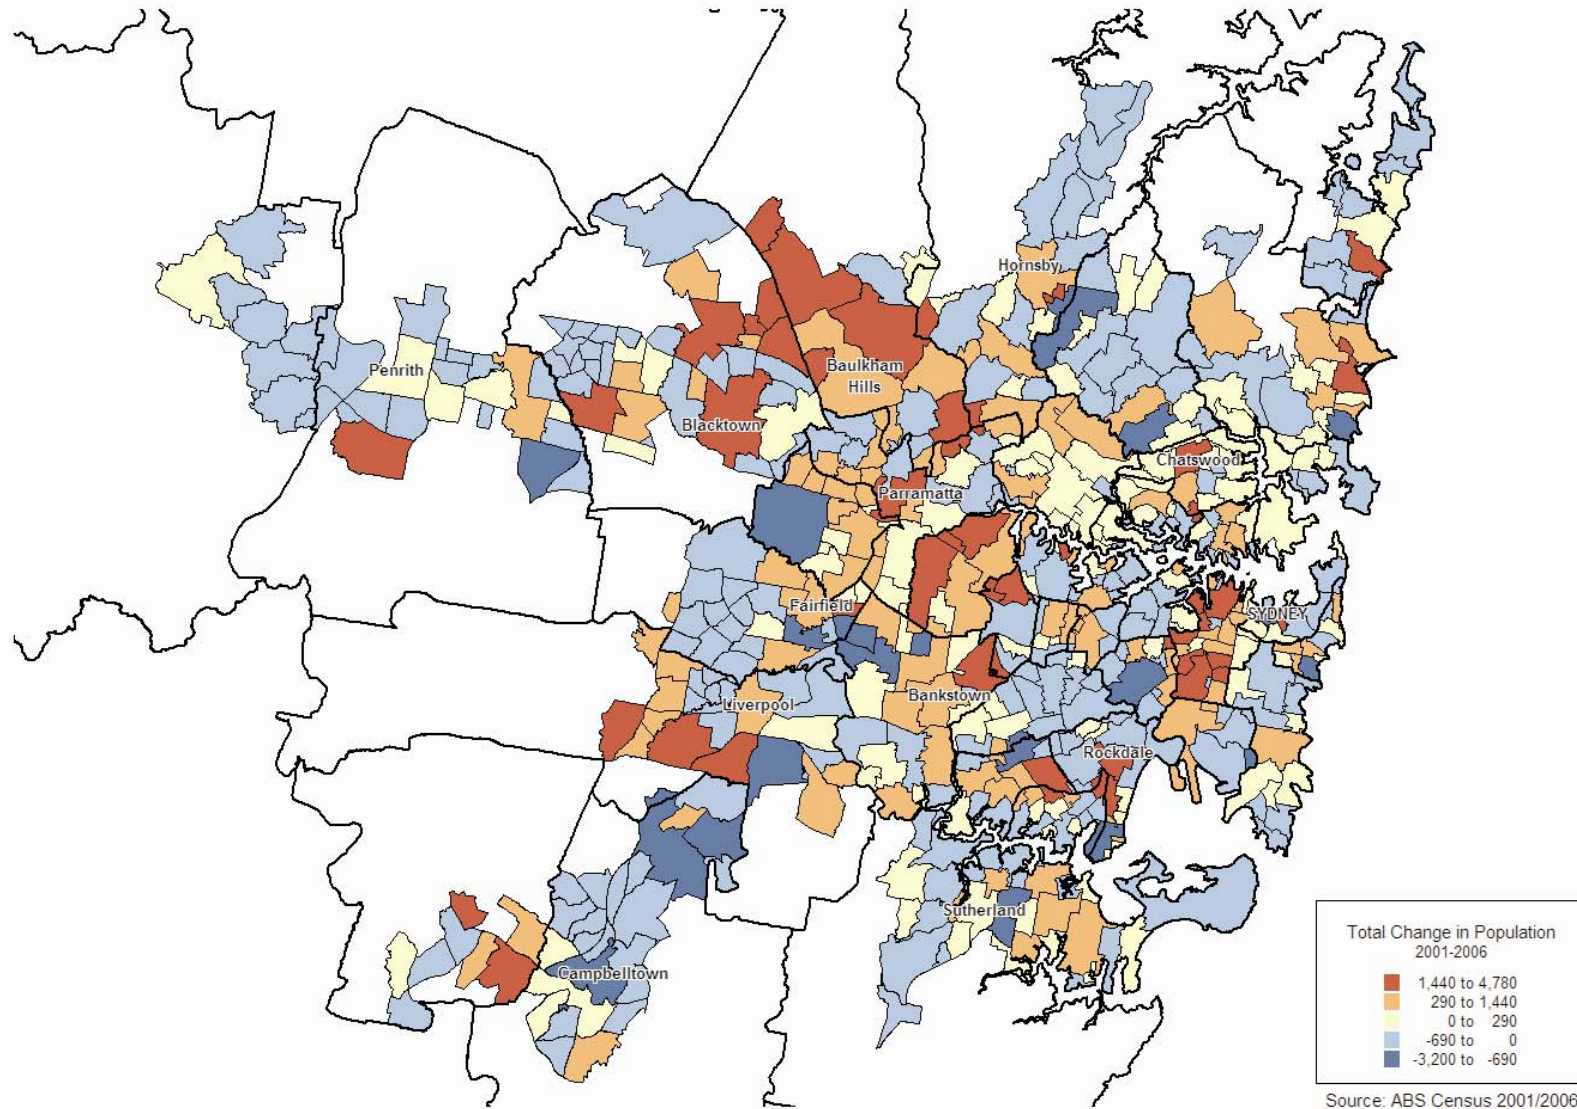 Hornsby
Penrith
Baulkham
Hills
Blacktown
Chatswood
Parramatta
Fairfield
SYDNEY
Bankstown
Liverpool
Rockdale
Sutherland
Campbelltown
Total Change in Population
2001-2006
1,440 to 4,780
290 to 1,440
0 to 290
-690 to 0
-3,200 to -690
Source: ABS Census 2001/2006